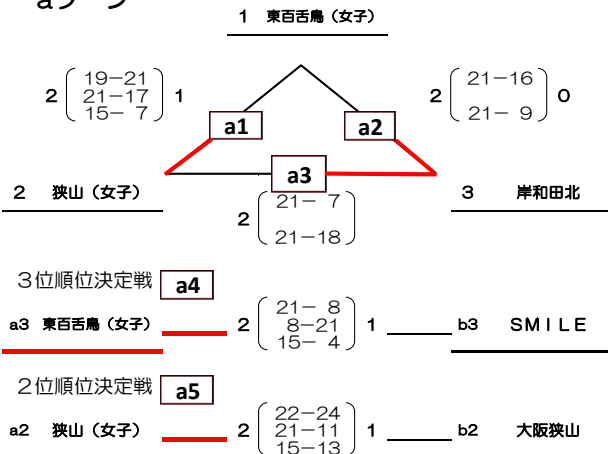 aゾーン
1 東百舌鳥（女子）
2 19－21 21－17 15－ 7 1
2 21－16 21－ 9 0
a1
a2
a3
2 狭山（女子）
3 岸和田北
2 21－ 7 21－18
3位順位決定戦 a4
a3 東百舌鳥（女子） 2 21－ 8 8－21 15－ 4 1 b3 ＳＭＩＬＥ
2位順位決定戦 a5
a2 狭山（女子） 2 22－24 21－11 15－13 1 b2 大阪狭山